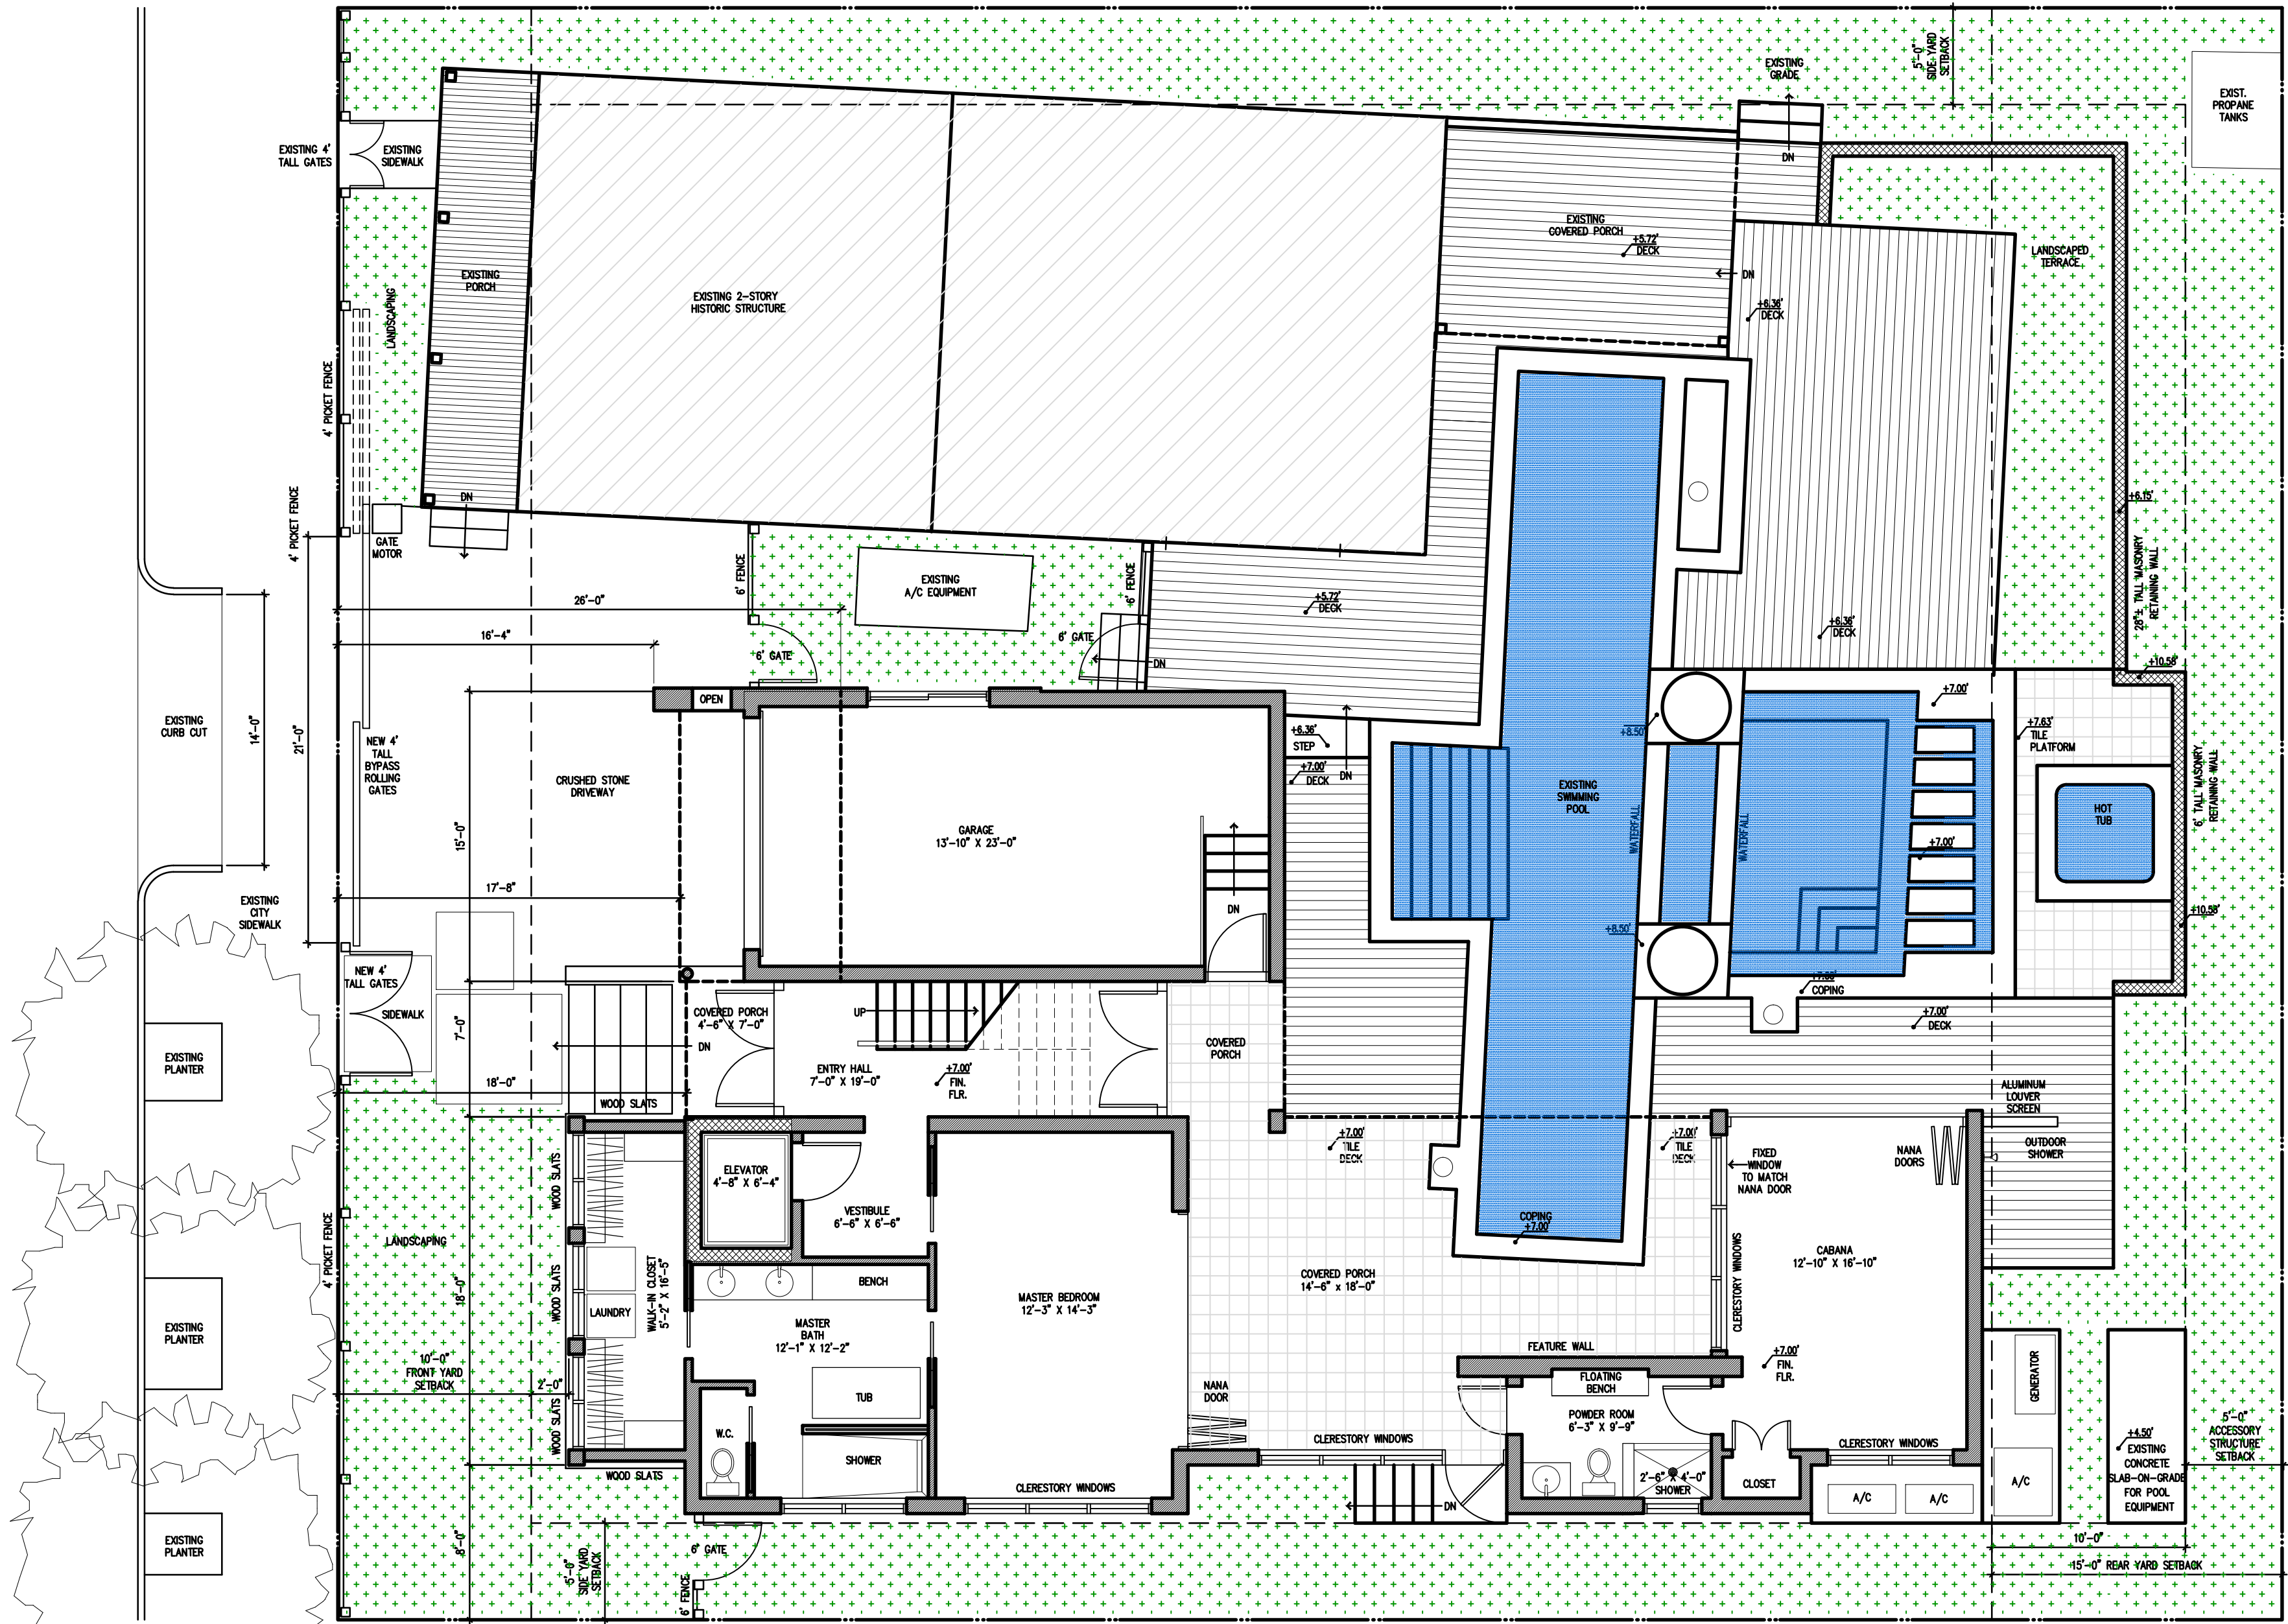 5'-0"
SIDE YARD
SETBACK
EXISTING
GRADE
EXIST.
PROPANE
TANKS
EXISTING 4'
TALL GATES
EXISTING
SIDEWALK
DN
EXISTING
COVERED PORCH
+5.72'
DECK
DN
LANDSCAPED
TERRACE
EXISTING
PORCH
EXISTING 2-STORY
HISTORIC STRUCTURE
LANDSCAPING
+6.36'
DECK
4' PICKET FENCE
4' PICKET FENCE
DN
GATE
MOTOR
+6.15'
28"± TALL MASONRY
RETAINING WALL
6' FENCE
EXISTING
A/C EQUIPMENT
6' FENCE
26'-0"
+5.72'
DECK
16'-4"
6' GATE
6' GATE
DN
+6.36'
DECK
+10.58'
OPEN
+7.00'
EXISTING
CURB CUT
14'-0"
21'-0"
NEW 4'
TALL
BYPASS
ROLLING
GATES
+6.36'
STEP
+8.50'
+7.63'
TILE
PLATFORM
6' TALL MASONRY
RETAINING WALL
CRUSHED STONE
DRIVEWAY
+7.00'
DECK
DN
EXISTING
SWIMMING
POOL
WATERFALL
WATERFALL
HOT
TUB
15'-0"
GARAGE
13'-10" X 23'-0"
+7.00'
17'-8"
DN
EXISTING
CITY
SIDEWALK
+8.50'
+10.58'
NEW 4'
TALL GATES
COPING
SIDEWALK
COVERED PORCH
4'-6" X 7'-0"
UP
+7.00'
DECK
7'-0"
DN
COVERED
PORCH
EXISTING
PLANTER
ENTRY HALL
7'-0" X 19'-0"
+7.00'
FIN.
FLR.
18'-0"
WOOD SLATS
ALUMINUM
LOUVER
SCREEN
+7.00'
TILE
DECK
+7.00'
TILE
DECK
FIXED
WINDOW
TO MATCH
NANA DOOR
NANA
DOORS
OUTDOOR
SHOWER
ELEVATOR
4'-8" X 6'-4"
WOOD SLATS
VESTIBULE
6'-6" X 6'-6"
4' PICKET FENCE
LANDSCAPING
COPING
+7.00'
CLERESTORY WINDOWS
CABANA
12'-10" X 16'-10"
WALK-IN CLOSET
5'-2" X 16'-5"
BENCH
COVERED PORCH
14'-6" x 18'-0"
18'-0"
WOOD SLATS
LAUNDRY
MASTER BEDROOM
12'-3" X 14'-3"
EXISTING
PLANTER
MASTER
BATH
12'-1" X 12'-2"
FEATURE WALL
+7.00'
FIN.
FLR.
10'-0"
FRONT YARD
SETBACK
2'-0"
TUB
NANA
DOOR
FLOATING
BENCH
GENERATOR
WOOD SLATS
W.C.
POWDER ROOM
6'-3" X 9'-9"
5'-0"
ACCESSORY
STRUCTURE
SETBACK
CLERESTORY WINDOWS
CLERESTORY WINDOWS
+4.50'
EXISTING
CONCRETE
SLAB-ON-GRADE
FOR POOL
EQUIPMENT
WOOD SLATS
SHOWER
CLERESTORY WINDOWS
2'-6" X 4'-0"
SHOWER
CLOSET
A/C
A/C
A/C
DN
EXISTING
PLANTER
8'-0"
5'-0"
SIDE YARD
SETBACK
6' GATE
6' FENCE
10'-0"
15'-0" REAR YARD SETBACK